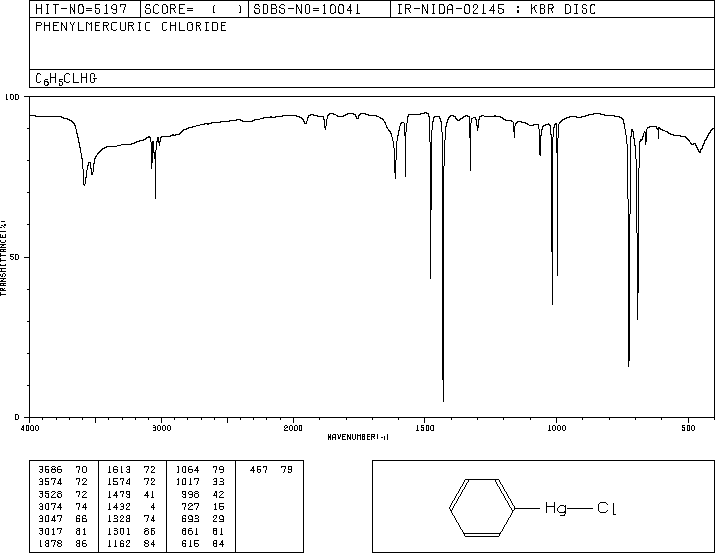 HIT-NO=5197 SCORE= ( ) SDBS-NO=10041 IR-NIDA-02145 : KBR DISC
PHENYLMERCURIC CHLORIDE
C6H5CLHG
100
50
0
TRANSMITTANCE(%)
4000 3000 2000 1500 1000 500
WAVENUMBER(-1)
3586 70 1613 72 1064 79 457 79
3574 72 1574 72 1017 33
3528 72 1479 41 998 42
3074 74 1432 4 727 15
3047 66 1328 74 693 29
3017 81 1301 86 661 81
1878 86 1162 84 615 84
Hg Cl